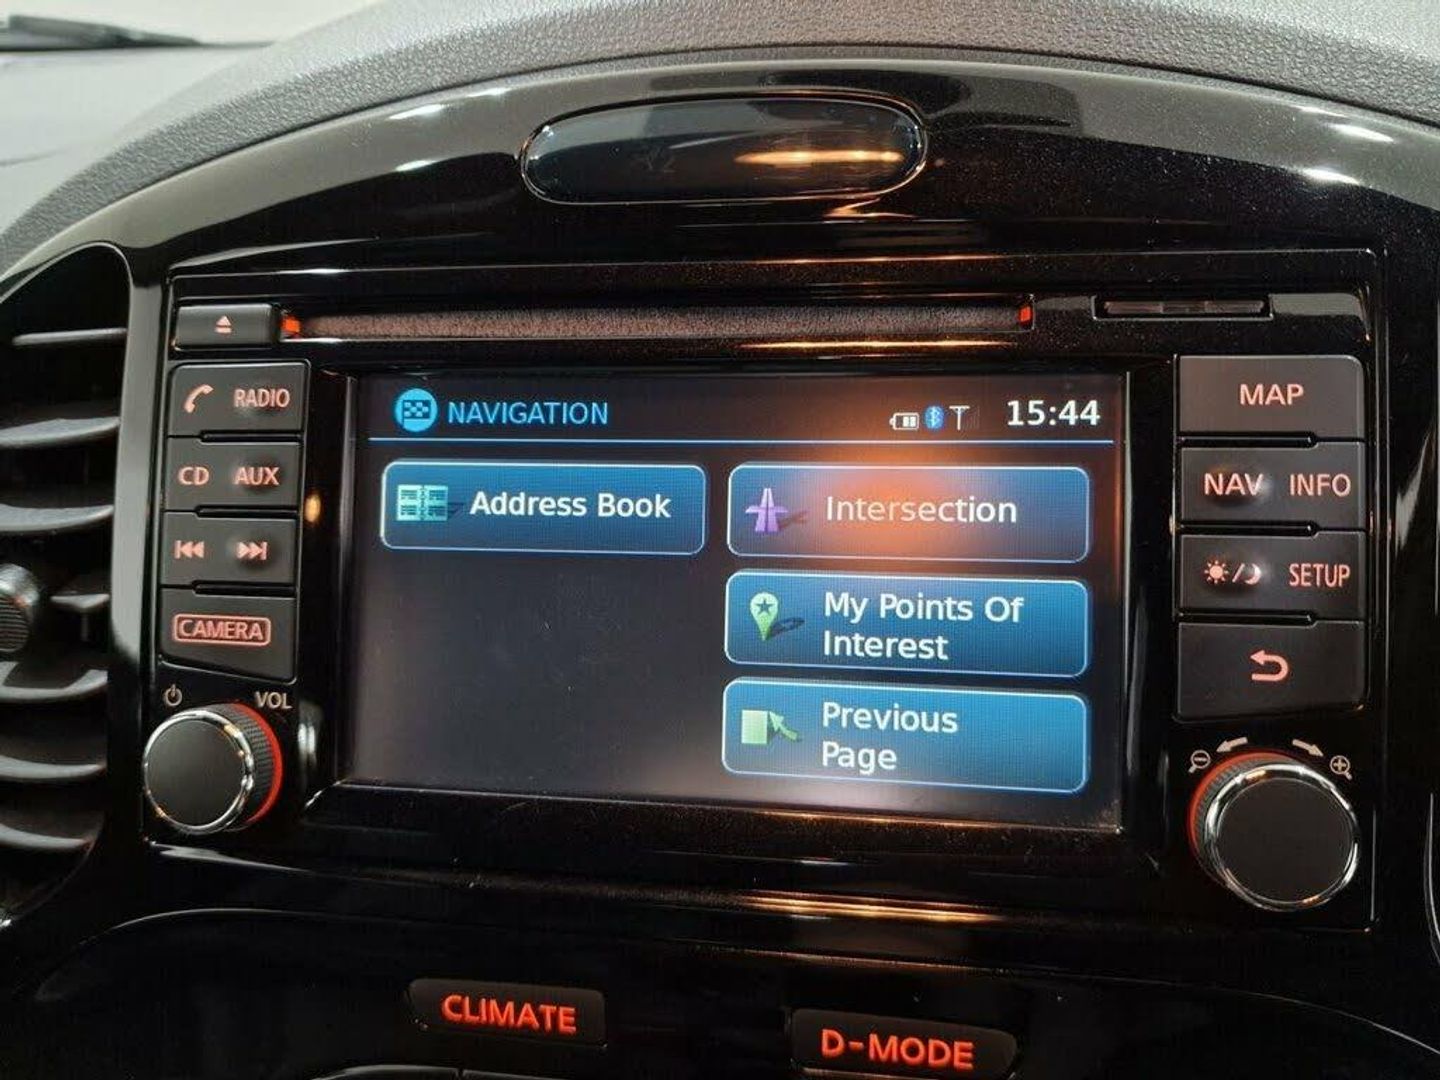 RADIO
CD AUX
CAMERA
VOL
NAVIGATION
15:44
Address Book
Intersection
My Points Of
Interest
Previous
Page
MAP
NAV INFO
SETUP
CLIMATE
D-MODE